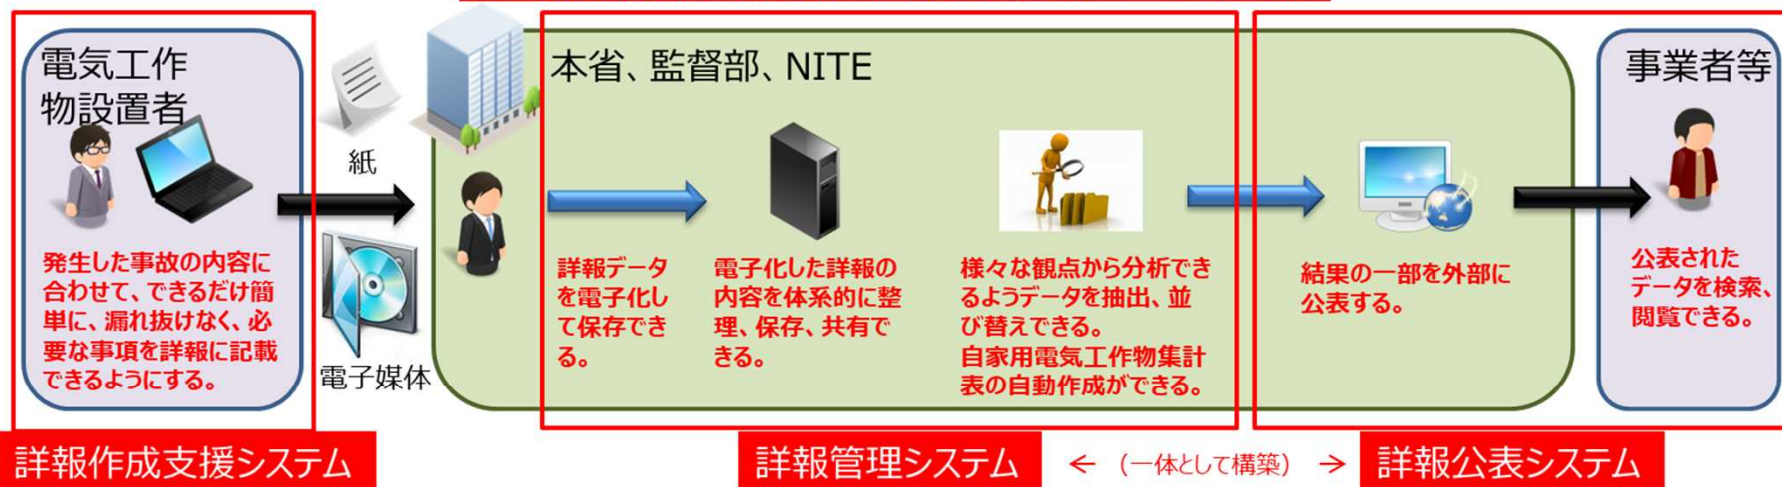 電気工作
物設置者
発生した事故の内容に
合わせて、できるだけ簡
単に、漏れ抜けなく、必
要な事項を詳報に記載
できるようにする。
紙
電子媒体
本省、監督部、NITE
詳報データ
を電子化し
て保存でき
る。
電子化した詳報の
内容を体系的に整
理、保存、共有で
きる。
様々な観点から分析でき
るようデータを抽出、並
び替えできる。
自家用電気工作物集計
表の自動作成ができる。
結果の一部を外部に
公表する。
事業者等
公表された
データを検索、
閲覧できる。
詳報作成支援システム
詳報管理システム
← (一体として構築) →
詳報公表システム